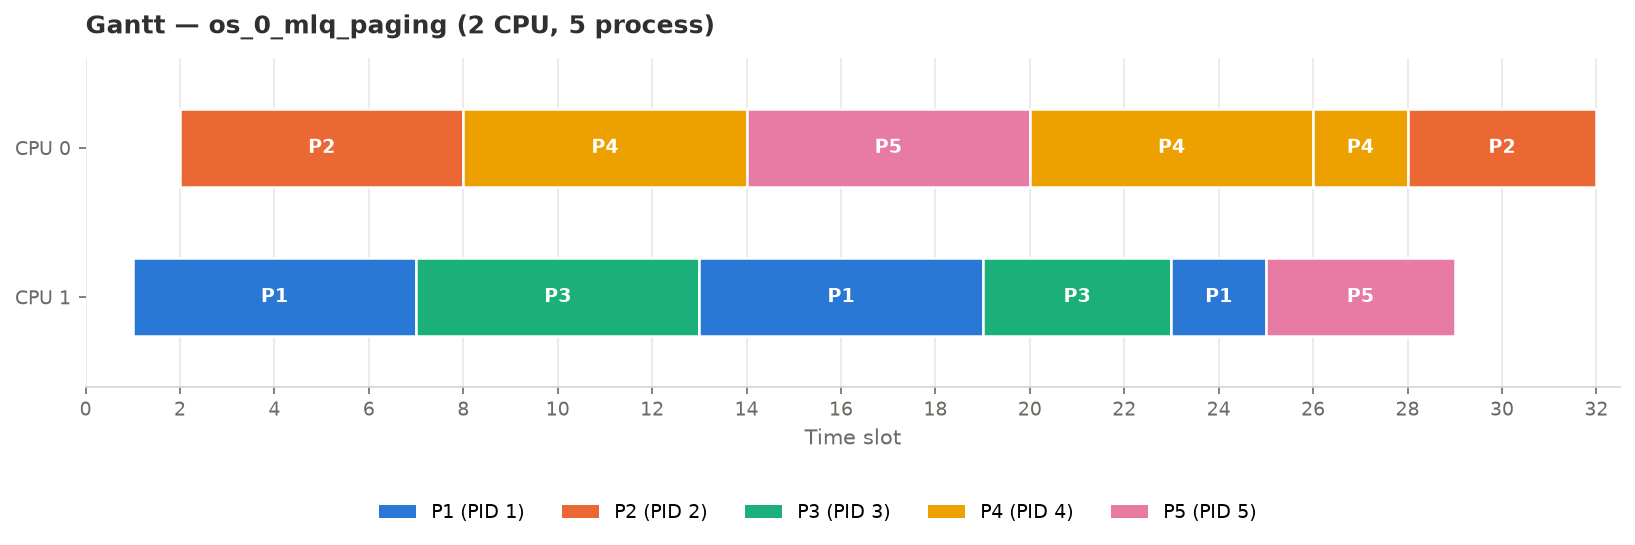 Gantt — os_0_mlq_paging (2 CPU, 5 process)
CPU 0 P2 P4 P5 P4 P4 P2
CPU 1 P1 P3 P1 P3 P1 P5
0 2 4 6 8 10 12 14 16 18 20 22 24 26 28 30 32
Time slot
P1 (PID 1) P2 (PID 2) P3 (PID 3) P4 (PID 4) P5 (PID 5)